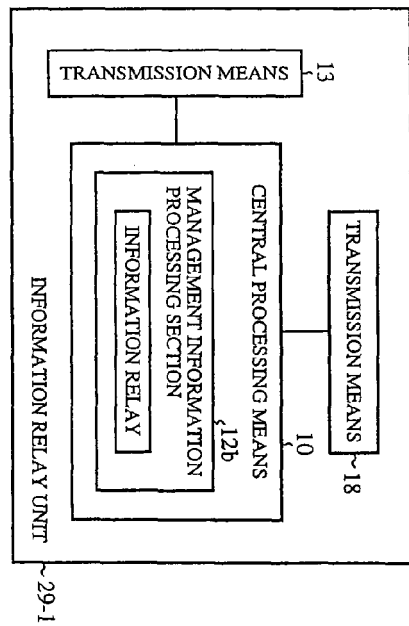 TRANSMISSION MEANS
13
TRANSMISSION MEANS
18
CENTRAL PROCESSING MEANS
10
MANAGEMENT INFORMATION
PROCESSING SECTION
12b
INFORMATION RELAY
INFORMATION RELAY UNIT
29-1